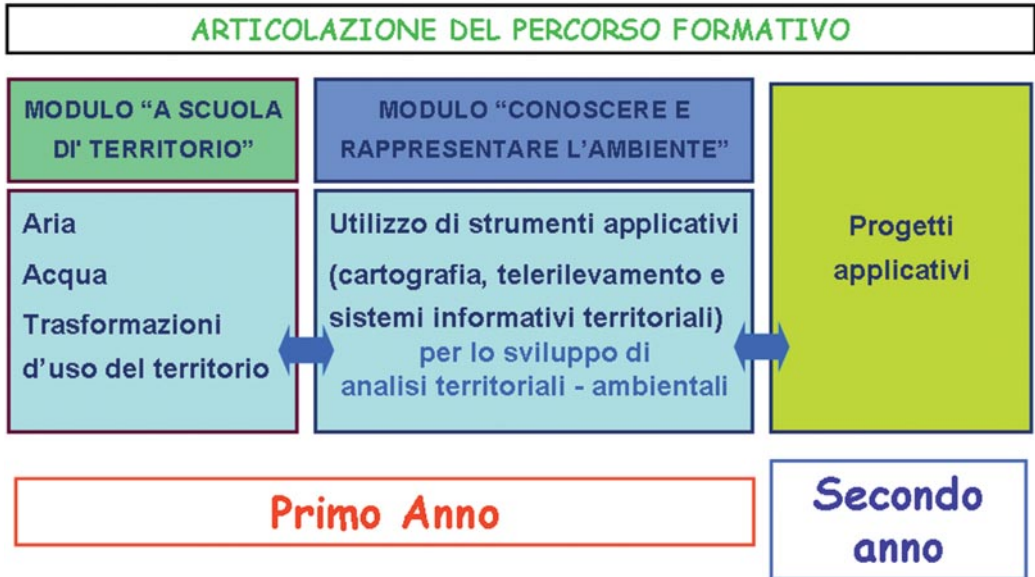 ARTICOLAZIONE DEL PERCORSO FORMATIVO
MODULO “A SCUOLA
DI' TERRITORIO”
Aria
Acqua
Trasformazioni
d’uso del territorio
MODULO “CONOSCERE E
RAPPRESENTARE L’AMBIENTE”
Utilizzo di strumenti applicativi
(cartografia, telerilevamento e
sistemi informativi territoriali)
per lo sviluppo di
analisi territoriali - ambientali
Progetti
applicativi
Primo Anno
Secondo
anno